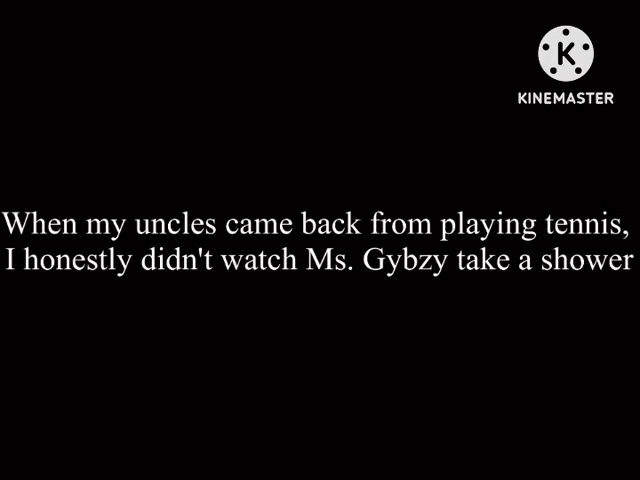 K
KINEMASTER
When my uncles came back from playing tennis,
I honestly didn't watch Ms. Gybzy take a shower